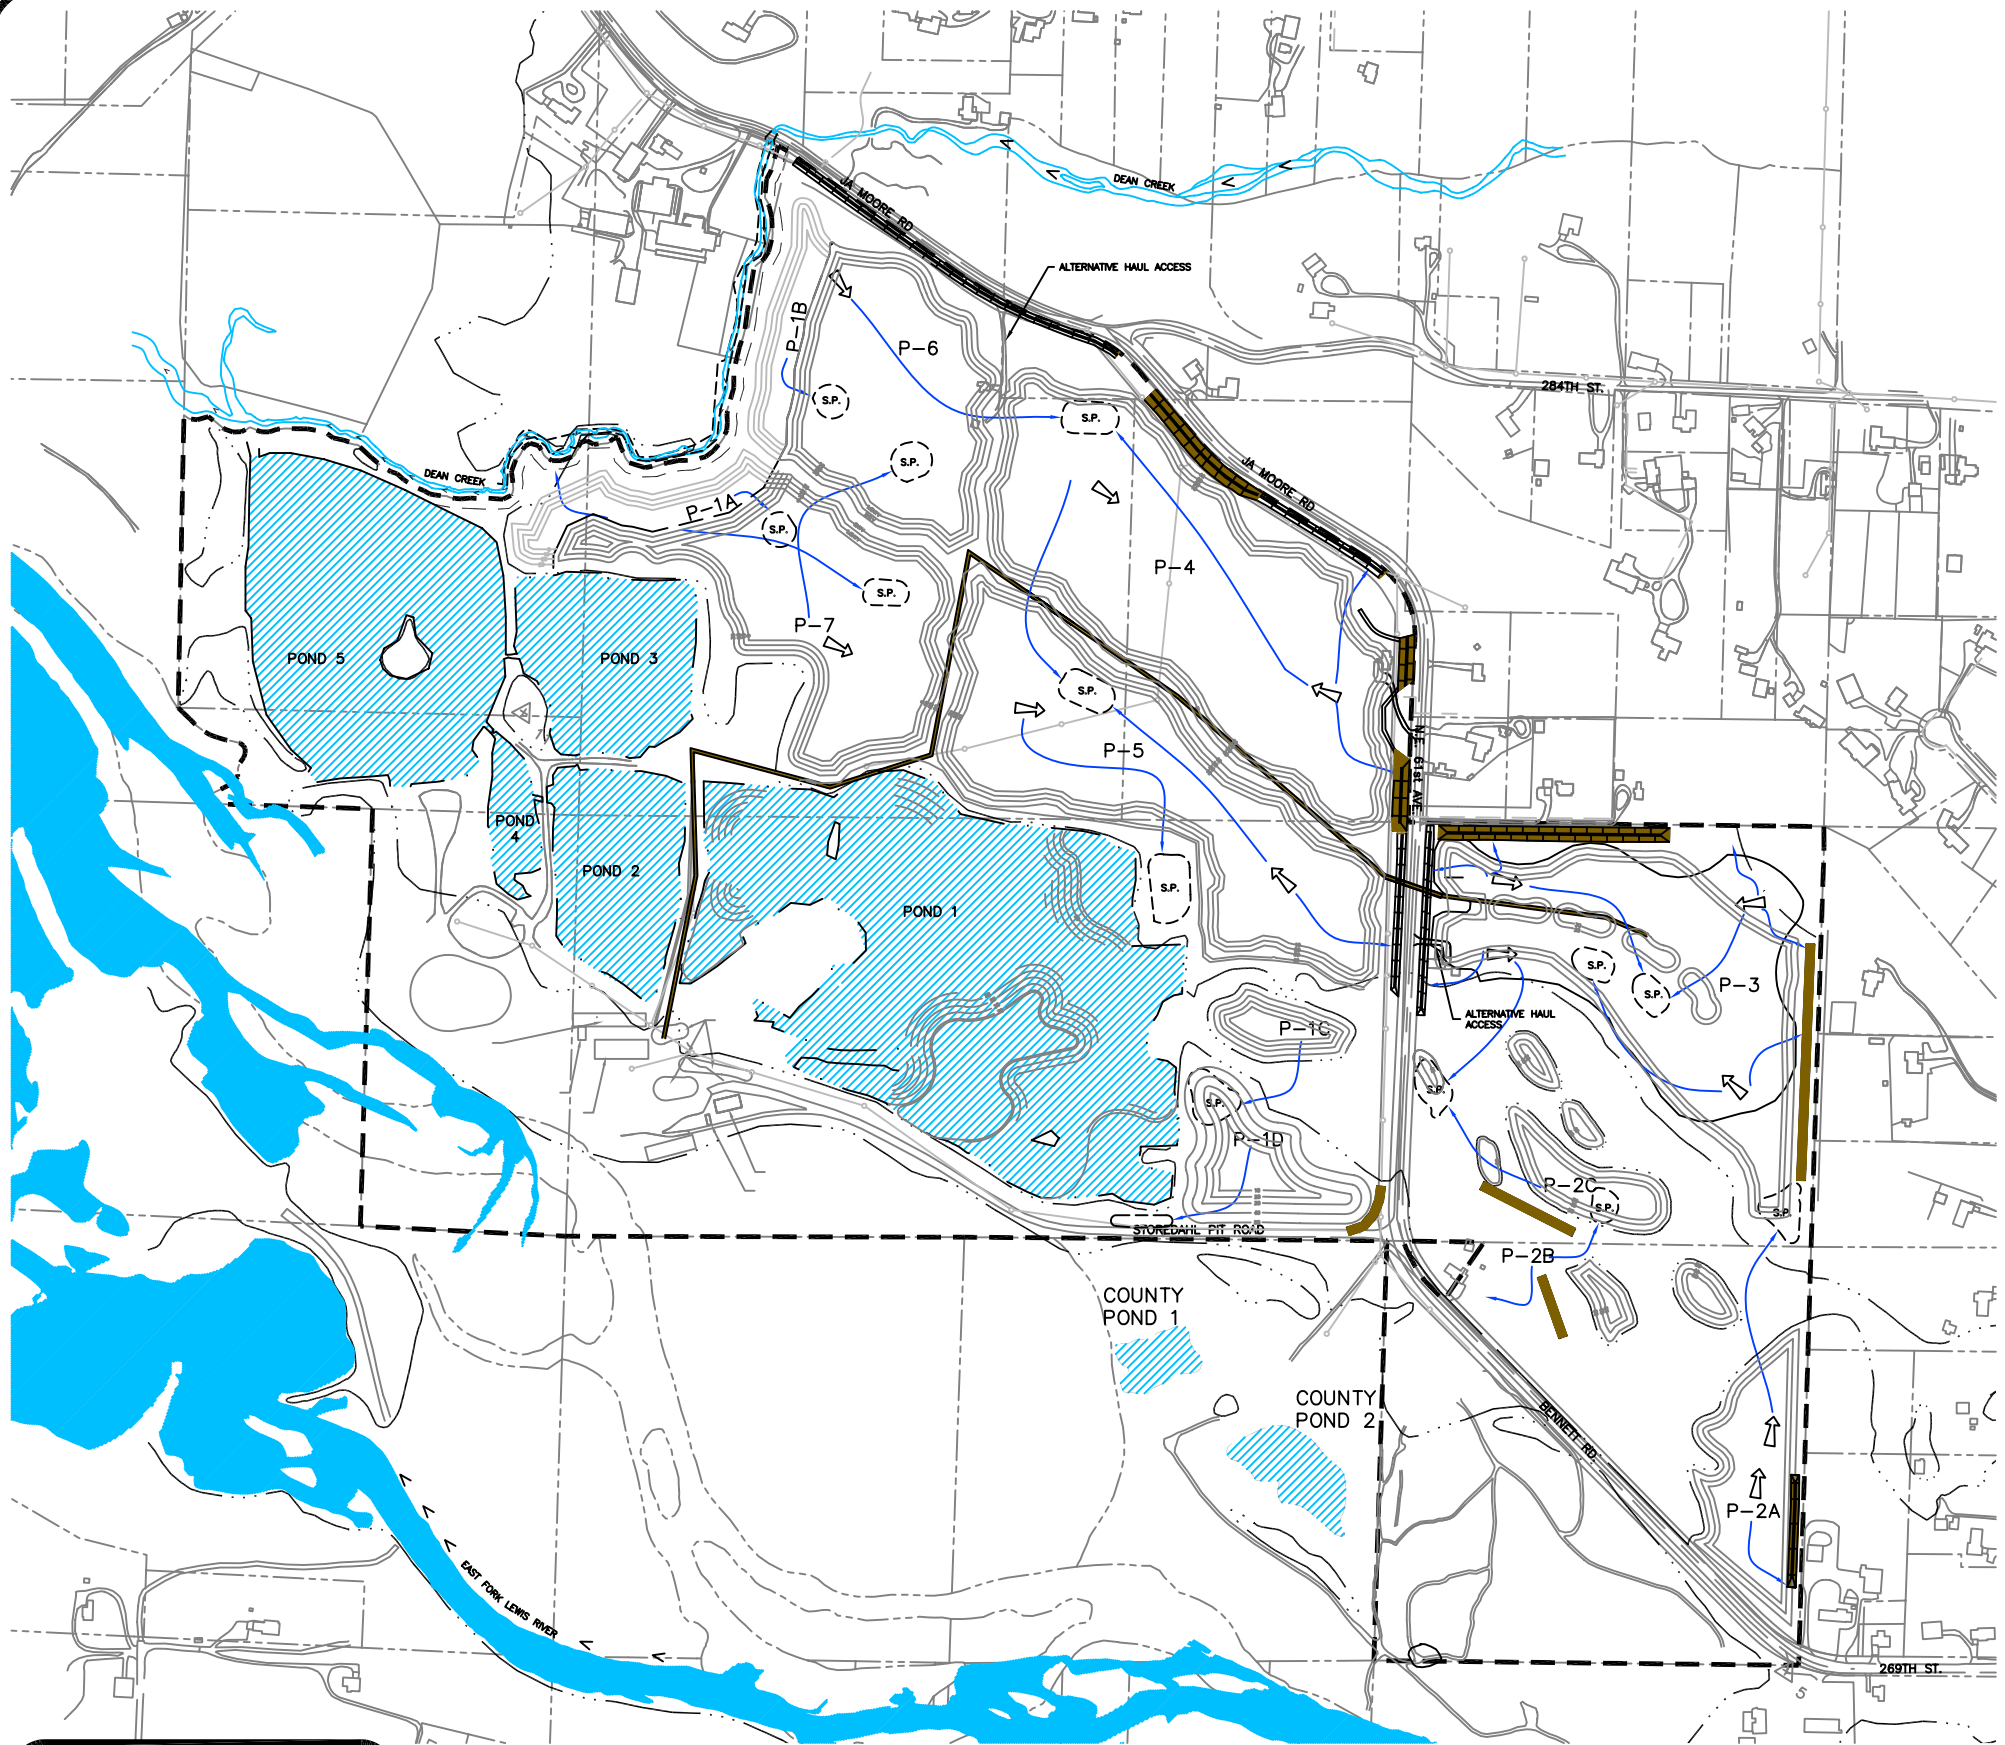 DEAN CREEK
JA MOORE RD
ALTERNATIVE HAUL ACCESS
P-1B
P-6
284TH ST.
S.P.
S.P.
S.P.
JA MOORE RD
DEAN CREEK
P-1A
S.P.
P-4
S.P.
P-7
POND 5
POND 3
S.P.
P-5
N.E. 61st AVE
POND
4
POND 2
S.P.
POND 1
S.P.
S.P.
P-3
ALTERNATIVE HAUL
ACCESS
P-1C
S.P.
S.P.
P-1D
P-2C
S.P.
S.P.
STOREDAHL PIT ROAD
P-2B
COUNTY
POND 1
COUNTY
POND 2
BENNETT RD.
P-2A
EAST FORK LEWIS RIVER
269TH ST.
5